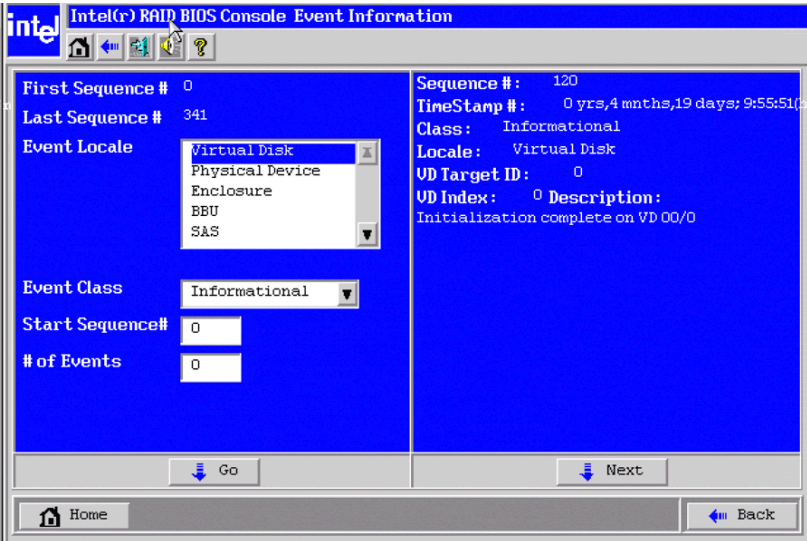 intel
Intel(r) RAID BIOS Console Event Information
First Sequence # 0
Last Sequence # 341
Event Locale
Virtual Disk
Physical Device
Enclosure
BBU
SAS
Event Class Informational
Start Sequence# 0
# of Events 0
Go
Sequence #: 120
TimeStamp #: 0 yrs,4 mnths,19 days; 9:55:51(h
Class: Informational
Locale: Virtual Disk
VD Target ID: 0
VD Index: 0 Description:
Initialization complete on VD 00/0
Next
Home
Back